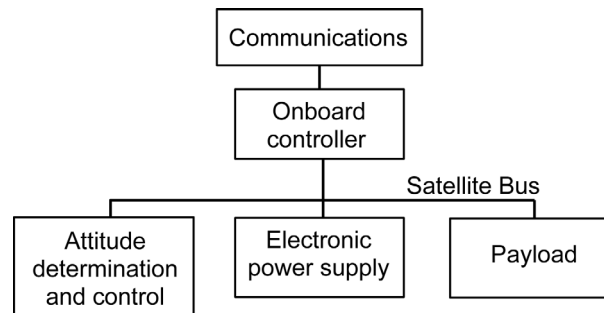 Communications
Onboard
controller
Satellite Bus
Attitude
determination
and control
Electronic
power supply
Payload